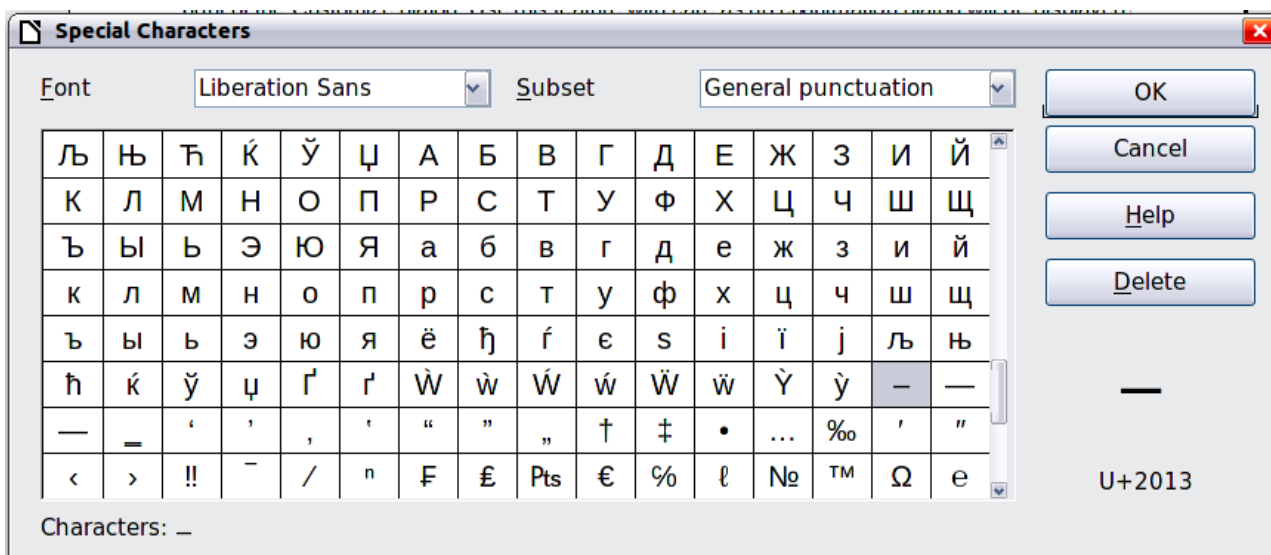 Special Characters
Font Liberation Sans Subset General punctuation OK
Cancel
Help
Delete
Љ Њ Ћ Ќ Ў Џ А Б В Г Д Е Ж З И Й
К Л М Н О П Р С Т У Ф Х Ц Ч Ш Щ
Ъ Ы Ь Э Ю Я а б в г д е ж з и й
к л м н о п р с т у ф х ц ч ш щ
ъ ы ь э ю я ё ђ ѓ є ѕ і ї ј љ њ
ћ ќ ў џ Ґ ґ Ẁ ẁ Ẃ ẃ Ẅ ẅ Ỳ ỳ – —
― ‗ ‘ ’ ‚ ‛ “ ” „ † ‡ • … ‰ ′ ″
‹ › ‼ ‾ ⁄ ⁿ ₣ ₤ ₧ € ℅ ℓ № ™ Ω ℮
–
U+2013
Characters: –